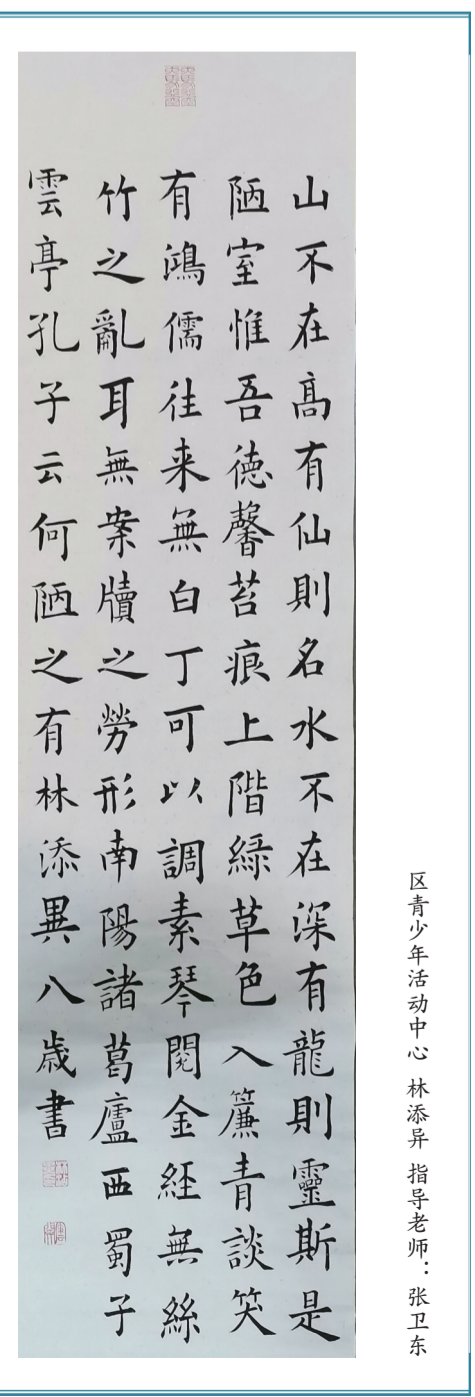 山不在高有仙則名水不在深有龍則靈斯是
陋室惟吾德馨苔痕上階緑草色入簾青談笑
有鴻儒往来無白丁可以調素琴閱金經無絲
竹之亂耳無案牘之勞形南陽諸葛廬西蜀子
雲亭孔子云何陋之有林添異八歲書
区青少年活动中心 林添异 指导老师：张卫东